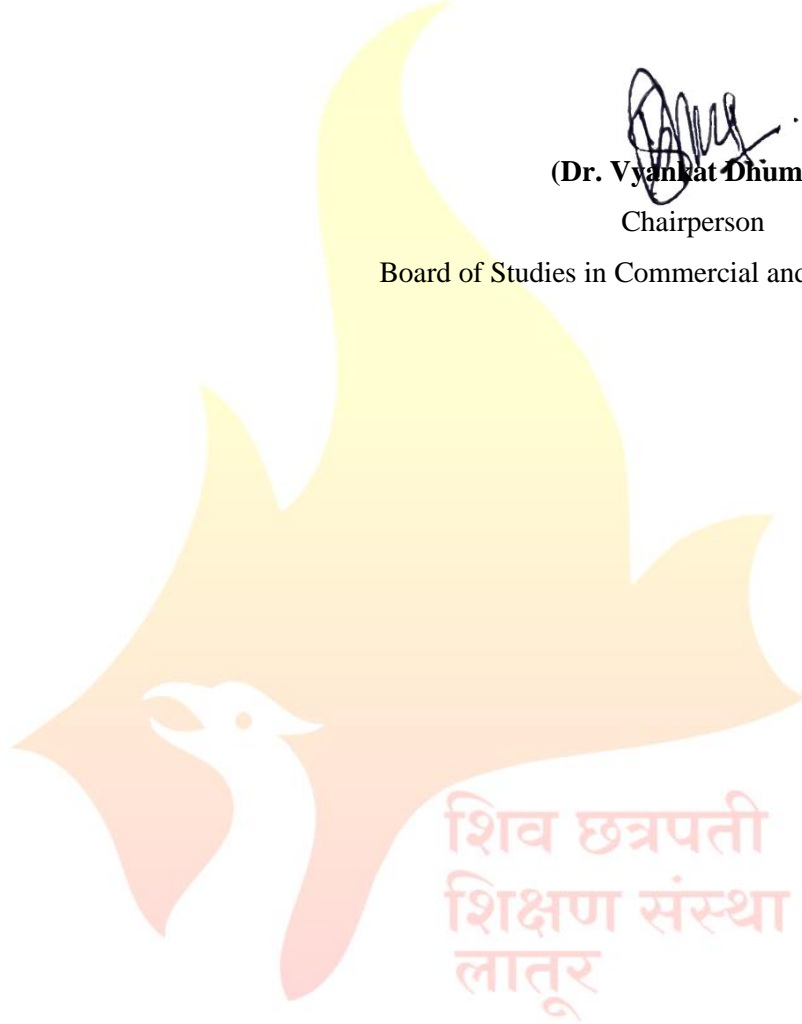 (Dr. Vyankat Dhum
Chairperson
Board of Studies in Commercial and
शिव छत्रपती
शिक्षण संस्था
लातूर